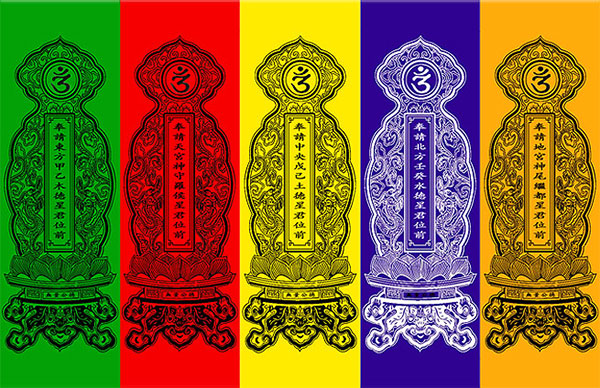 奉請東方甲乙木德星君位前
奉請天宮神守羅睺星君位前
奉請中央戊己土德星君位前
奉請北方壬癸水德星君位前
奉請地宮神尾繼都星君位前